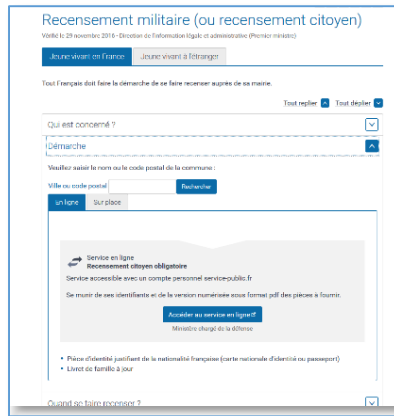 Recensement militaire (ou recensement citoyen)
Vérifié le 29 novembre 2016 - Direction de l'information légale et administrative (Premier ministre)
Jeune vivant en France Jeune vivant à l'étranger
Tout Français doit faire la démarche de se faire recenser auprès de sa mairie.
Tout replier Tout déplier
Qui est concerné ?
Démarche
Veuillez saisir le nom ou le code postal de la commune :
Ville ou code postal Rechercher
En ligne Sur place
Service en ligne
Recensement citoyen obligatoire
Service accessible avec un compte personnel service-public.fr
Se munir de ses identifiants et de la version numérisée sous format pdf des pièces à fournir.
Accéder au service en ligne
Ministère chargé de la défense
• Pièce d'identité justifiant de la nationalité française (carte nationale d'identité ou passeport)
• Livret de famille à jour
Quand se faire recenser ?